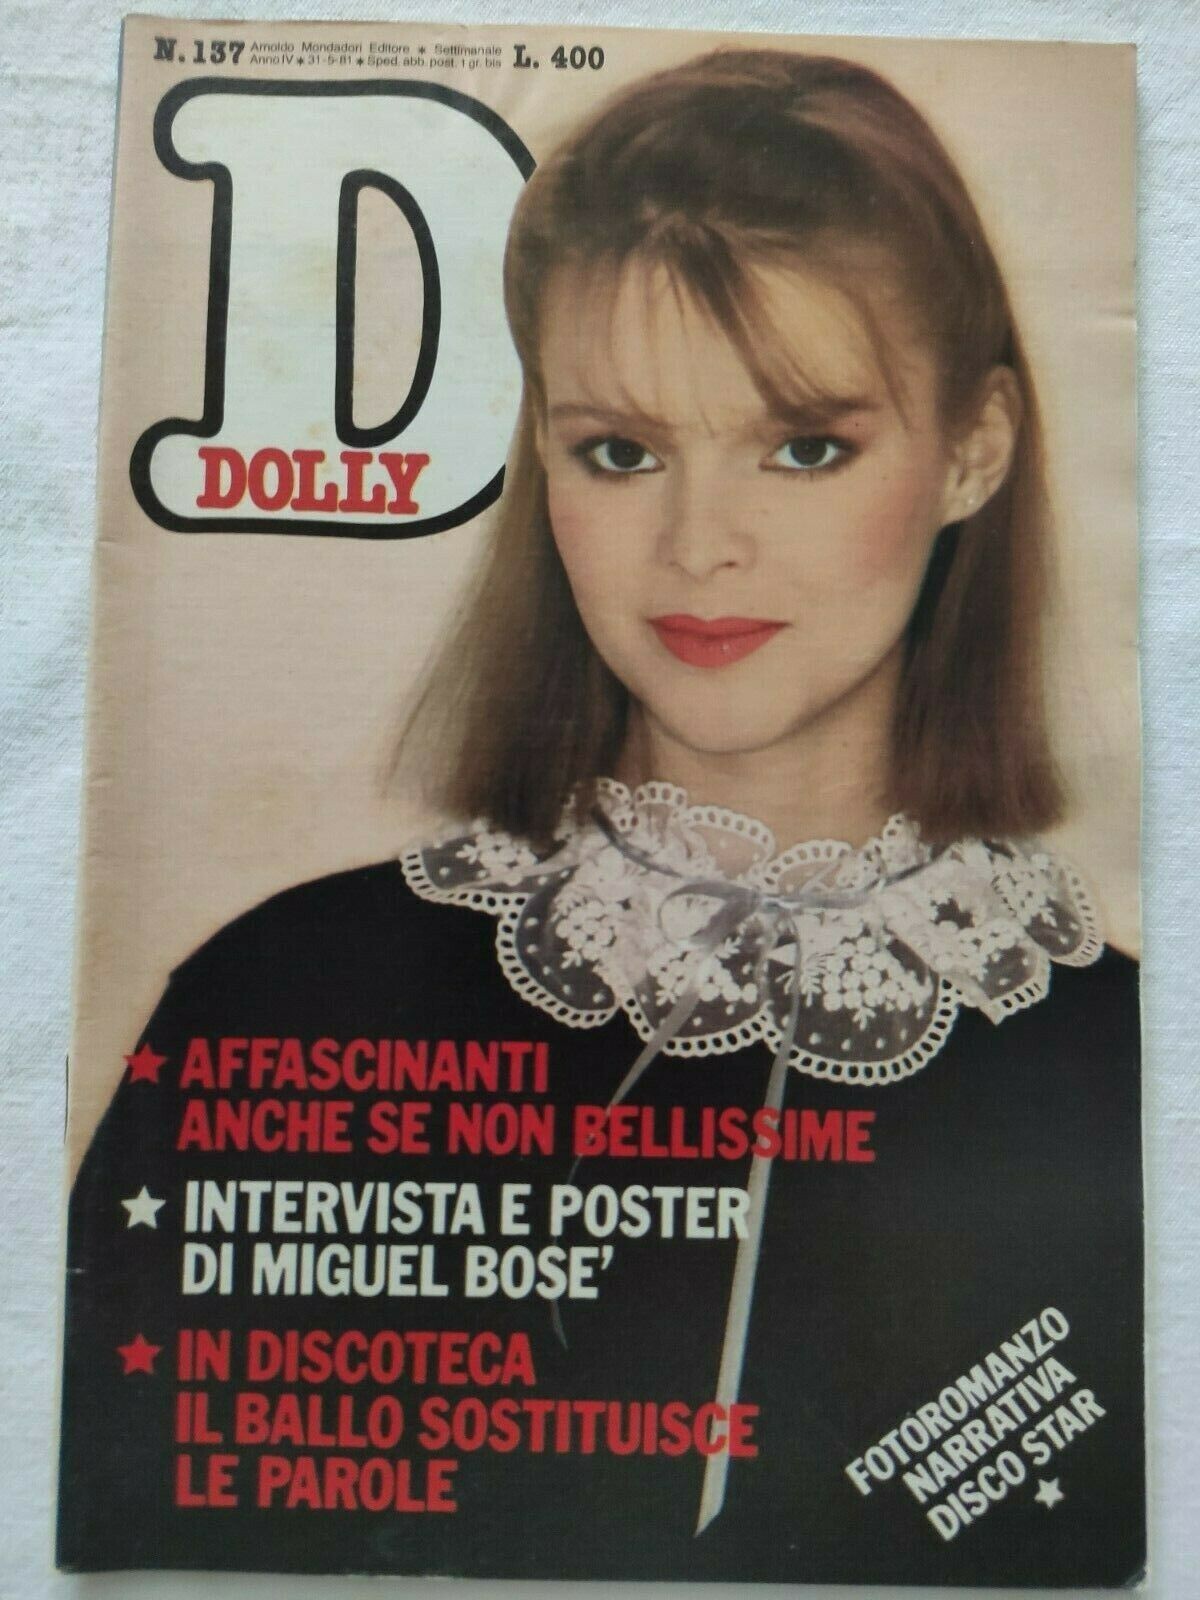 N. 137 Arnoldo Mondadori Editore ★ Settimanale L. 400
Anno IV ★ 31-5-81 ★ Sped. abb. post. 1 gr. bis
D
DOLLY
★ AFFASCINANTI
ANCHE SE NON BELLISSIME
★ INTERVISTA E POSTER
DI MIGUEL BOSE'
★ IN DISCOTECA
IL BALLO SOSTITUISCE
LE PAROLE
FOTOROMANZO
NARRATIVA
DISCO STAR
★